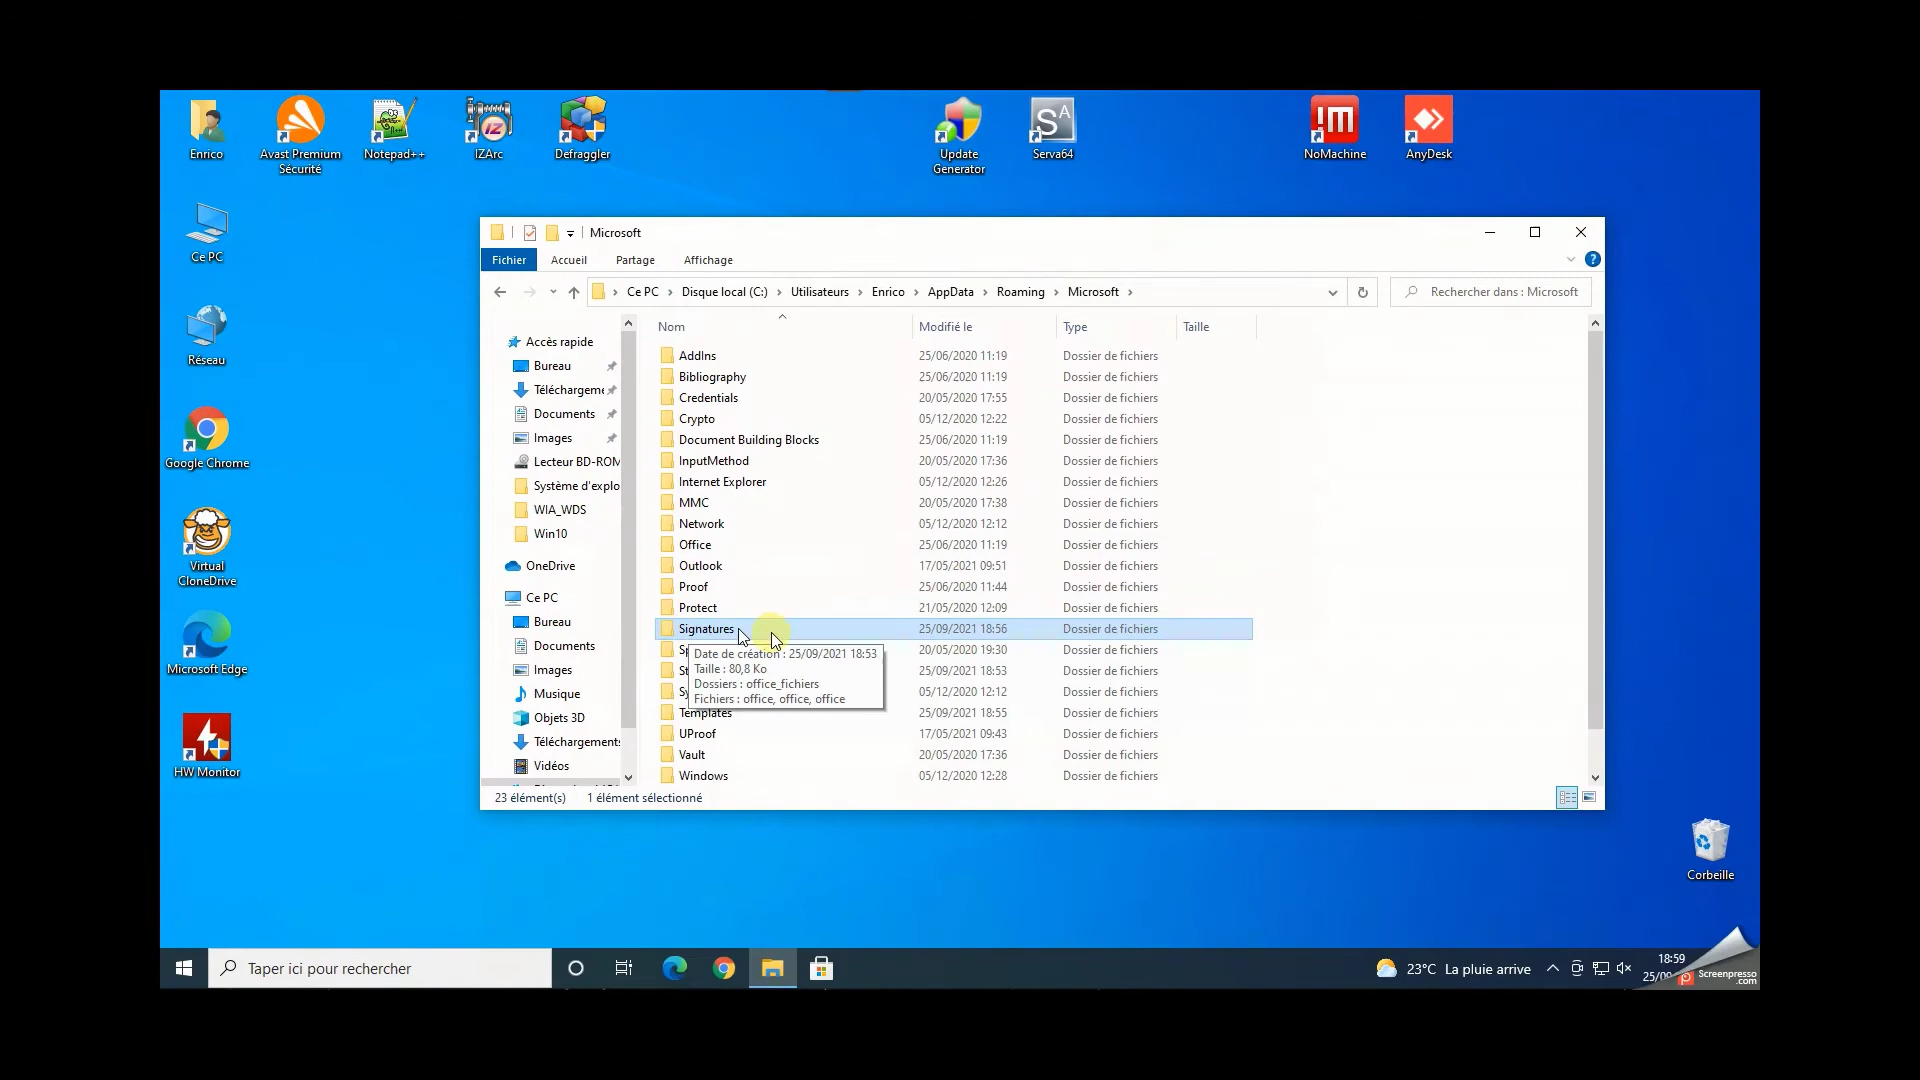 Enrico
Avast Premium
Sécurité
Notepad++
IZArc
Defraggler
Update
Generator
Serva64
NoMachine
AnyDesk
Ce PC
Réseau
Google Chrome
Virtual
CloneDrive
Microsoft Edge
HW Monitor
Microsoft
Fichier Accueil Partage Affichage
Ce PC Disque local (C:) Utilisateurs Enrico AppData Roaming Microsoft
Rechercher dans : Microsoft
Accès rapide
Bureau
Documents
Images
Lecteur BD-ROM
WIA_WDS
Win10
OneDrive
Ce PC
Bureau
Documents
Images
Musique
Objets 3D
Téléchargements
Vidéos
Nom Modifié le Type Taille
AddIns 25/06/2020 11:19 Dossier de fichiers
Bibliography 25/06/2020 11:19 Dossier de fichiers
Credentials 20/05/2020 17:55 Dossier de fichiers
Crypto 05/12/2020 12:22 Dossier de fichiers
Document Building Blocks 25/06/2020 11:19 Dossier de fichiers
InputMethod 20/05/2020 17:36 Dossier de fichiers
Internet Explorer 05/12/2020 12:26 Dossier de fichiers
MMC 20/05/2020 17:38 Dossier de fichiers
Network 05/12/2020 12:12 Dossier de fichiers
Office 25/06/2020 11:19 Dossier de fichiers
Outlook 17/05/2021 09:51 Dossier de fichiers
Proof 25/06/2020 11:44 Dossier de fichiers
Protect 21/05/2020 12:09 Dossier de fichiers
Signatures 25/09/2021 18:56 Dossier de fichiers
20/05/2020 19:30 Dossier de fichiers
25/09/2021 18:53 Dossier de fichiers
05/12/2020 12:12 Dossier de fichiers
Templates 25/09/2021 18:55 Dossier de fichiers
UProof 17/05/2021 09:43 Dossier de fichiers
Vault 20/05/2020 17:36 Dossier de fichiers
Windows 05/12/2020 12:28 Dossier de fichiers
Date de création : 25/09/2021 18:53
Taille : 80,8 Ko
Dossiers : office_fichiers
Fichiers : office, office, office
23 élément(s) 1 élément sélectionné
Corbeille
Taper ici pour rechercher
23°C La pluie arrive
18:59
Screenpresso
.com